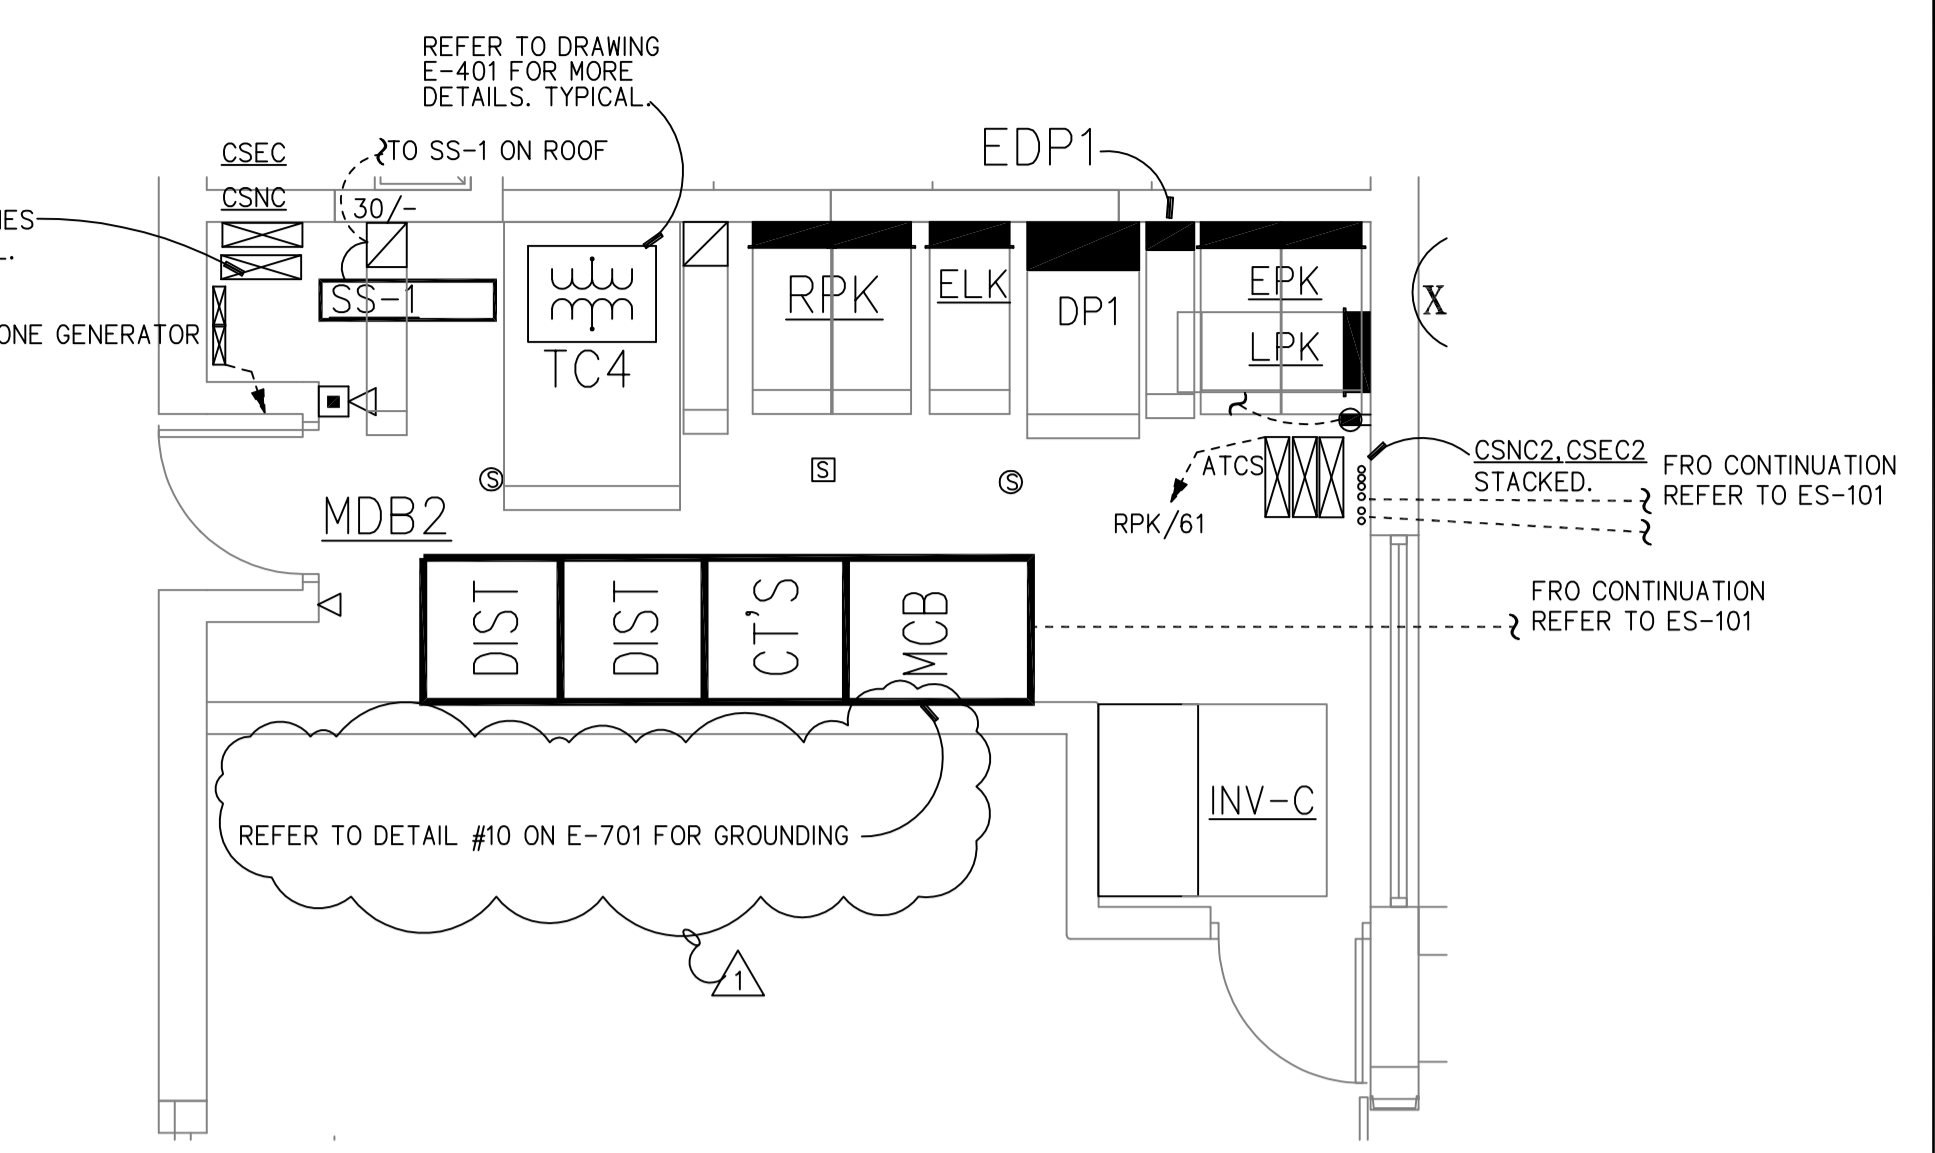 REFER TO DRAWING
E-401 FOR MORE
DETAILS. TYPICAL.
CSEC
TO SS-1 ON ROOF
EDP1
CSNC
30/-
SS-1
ONE GENERATOR
TC4
RPK
ELK
DP1
EPK
LPK
X
S
S
S
ATCS
RPK/61
CSNC2, CSEC2
STACKED.
FRO CONTINUATION
REFER TO ES-101
MDB2
DIST
DIST
CT'S
MCB
FRO CONTINUATION
REFER TO ES-101
INV-C
REFER TO DETAIL #10 ON E-701 FOR GROUNDING
1